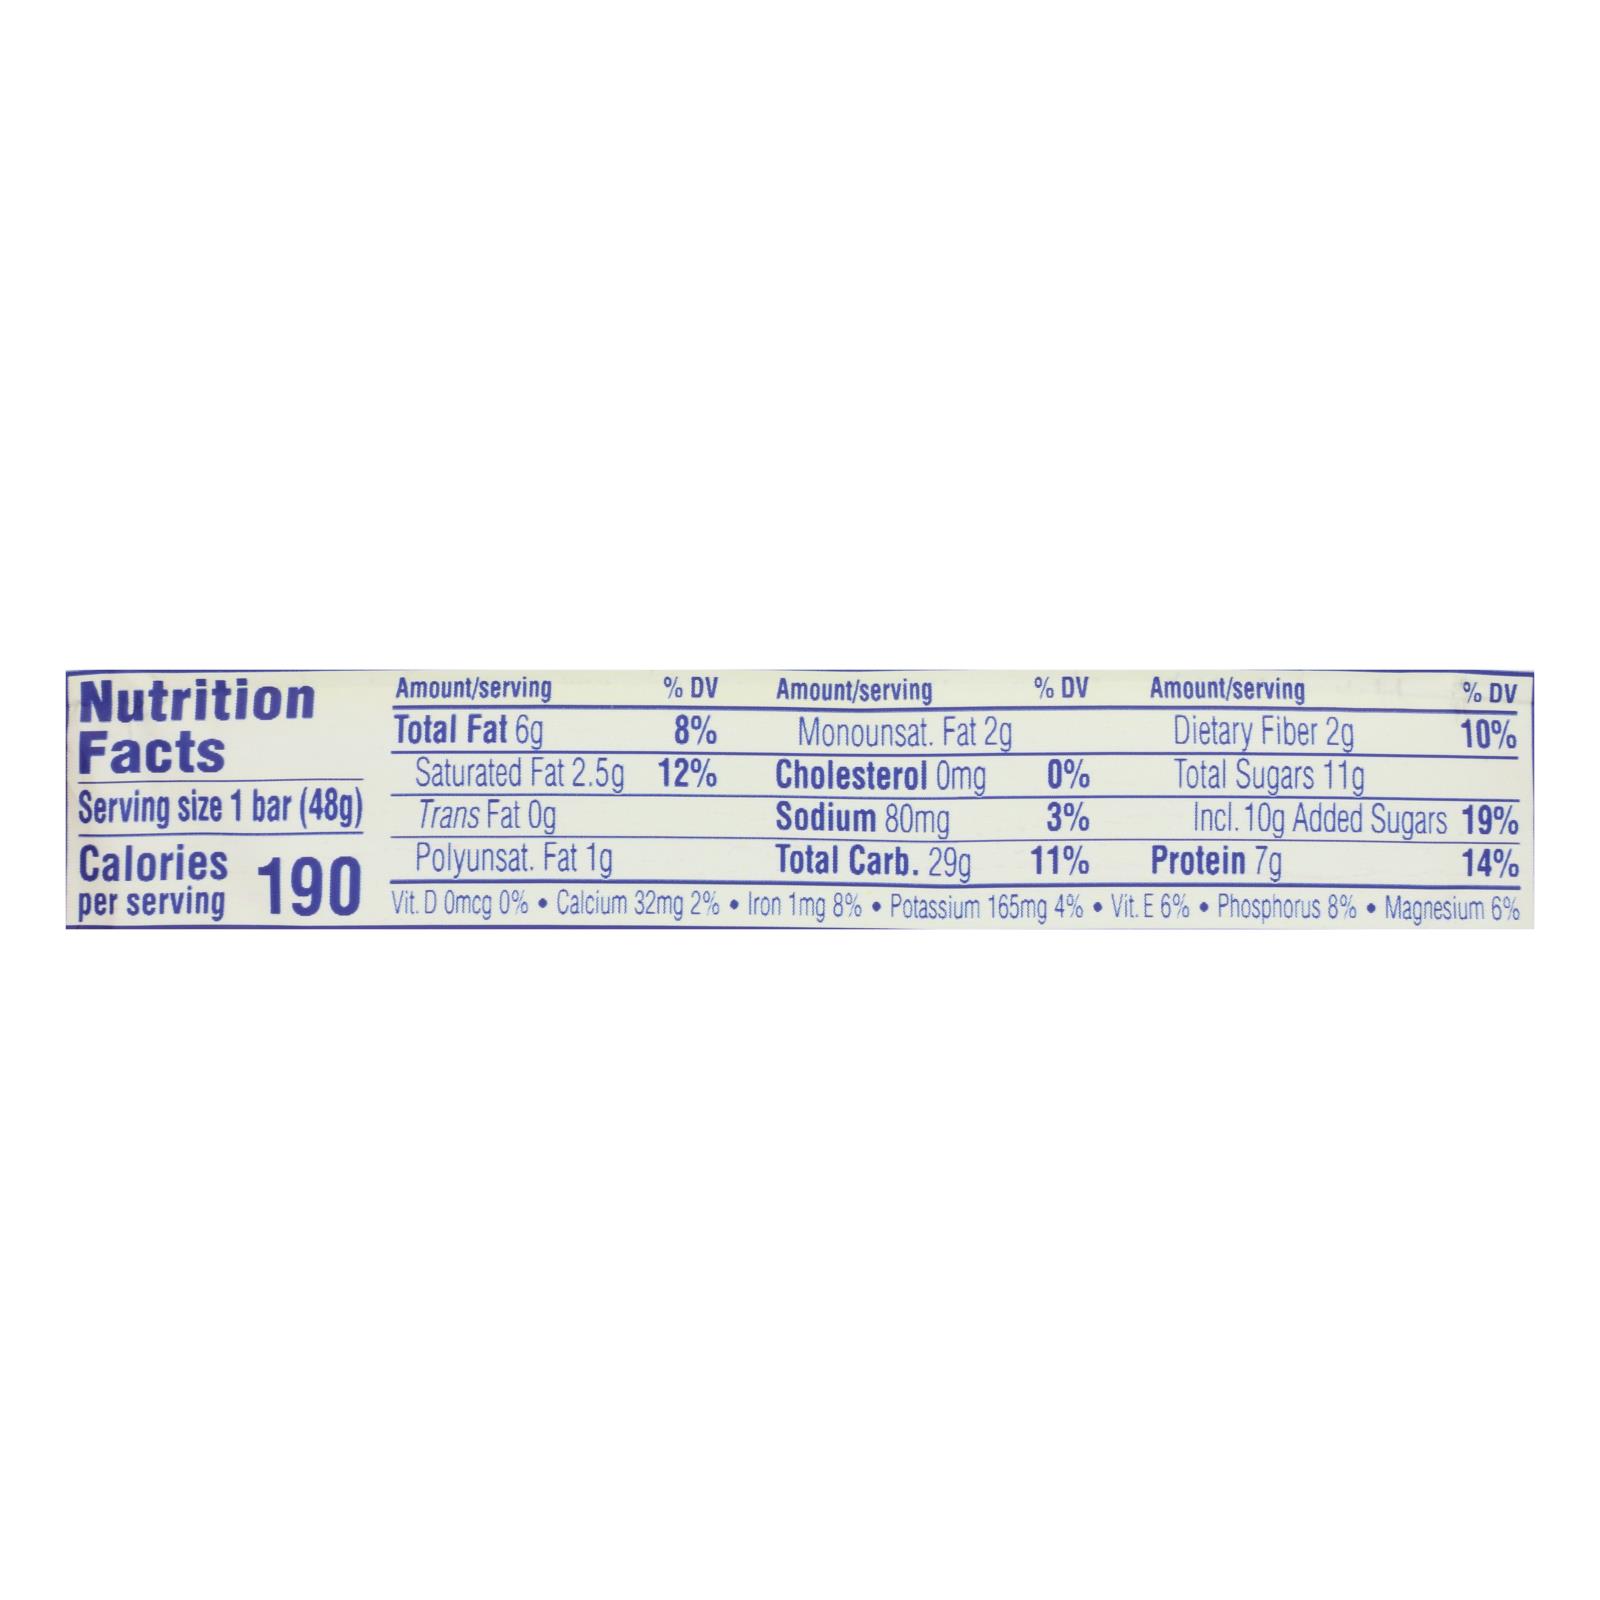 Nutrition
Facts
Serving size 1 bar (48g)
Calories
per serving 190
Amount/serving % DV
Total Fat 6g 8%
Saturated Fat 2.5g 12%
Trans Fat 0g
Polyunsat. Fat 1g
Amount/serving % DV
Monounsat. Fat 2g
Cholesterol 0mg 0%
Sodium 80mg 3%
Total Carb. 29g 11%
Amount/serving % DV
Dietary Fiber 2g 10%
Total Sugars 11g
Incl. 10g Added Sugars 19%
Protein 7g 14%
Vit. D 0mcg 0% • Calcium 32mg 2% • Iron 1mg 8% • Potassium 165mg 4% • Vit. E 6% • Phosphorus 8% • Magnesium 6%